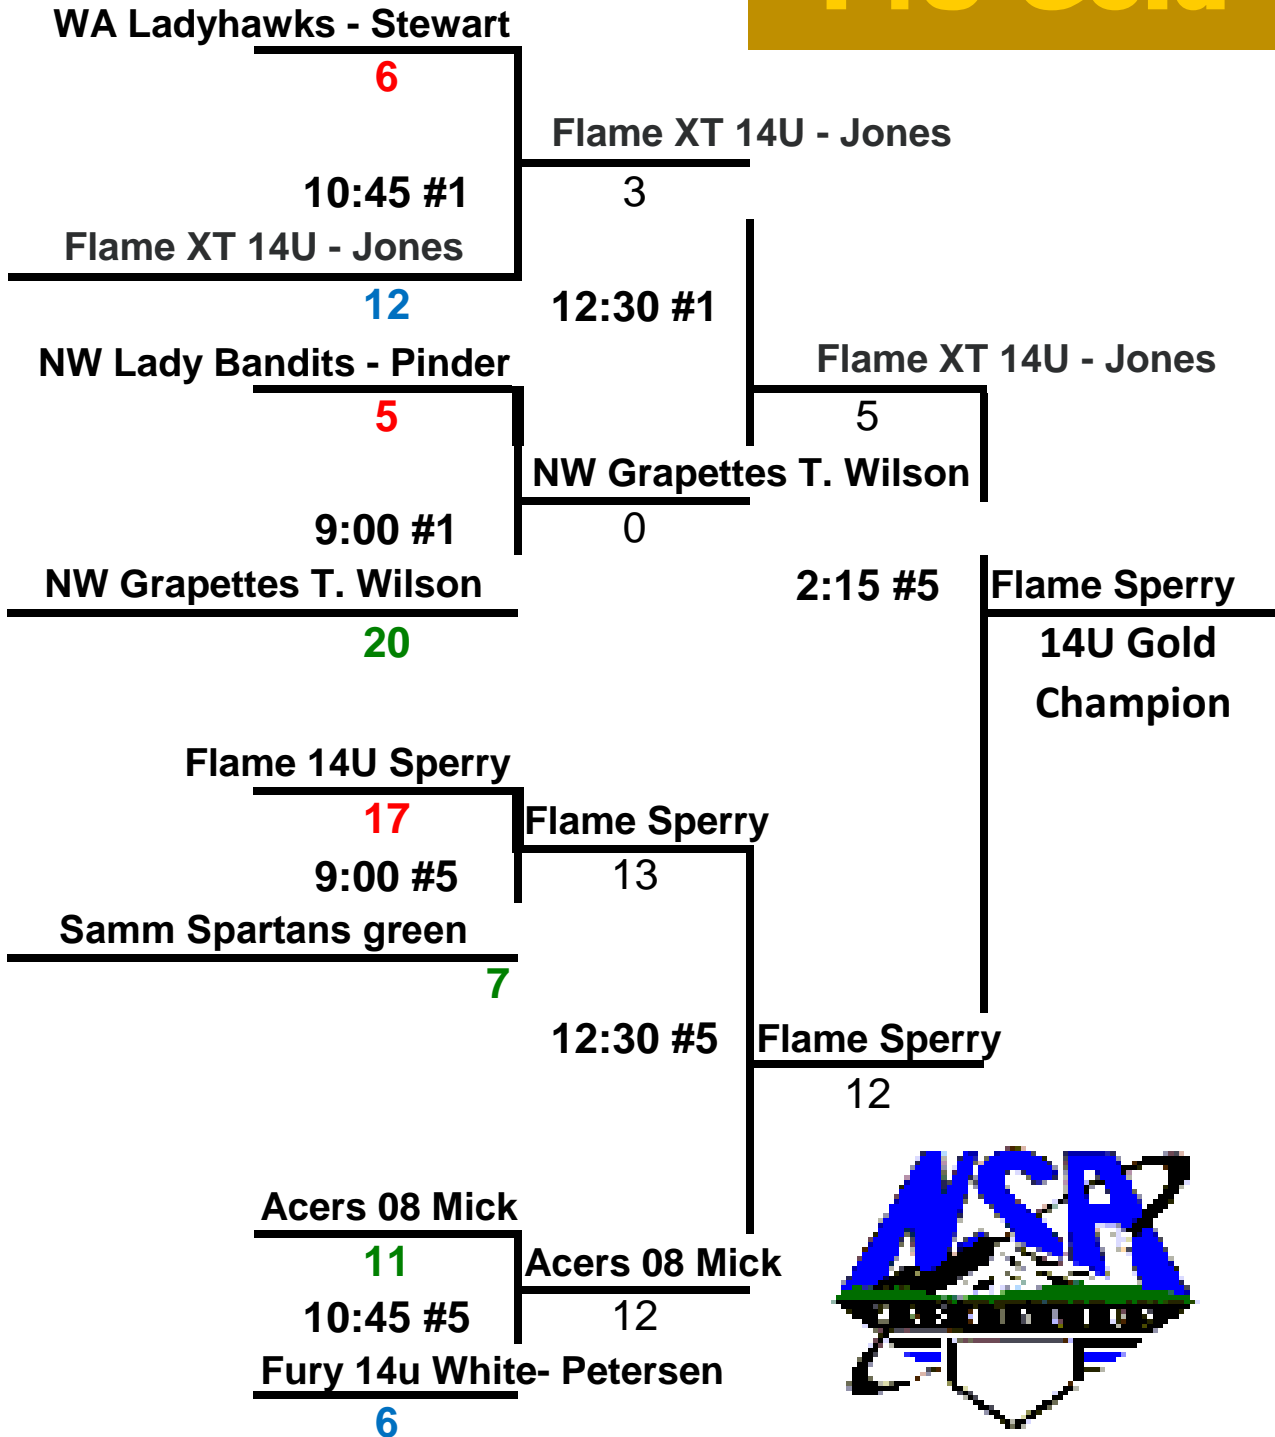 14U Gold
WA Ladyhawks - Stewart
6
Flame XT 14U - Jones
10:45 #1
3
Flame XT 14U - Jones
12
12:30 #1
NW Lady Bandits - Pinder
Flame XT 14U - Jones
5
5
NW Grapettes T. Wilson
9:00 #1
0
NW Grapettes T. Wilson
2:15 #5
Flame Sperry
20
14U Gold
Champion
Flame 14U Sperry
17
Flame Sperry
9:00 #5
13
Samm Spartans green
7
12:30 #5
Flame Sperry
12
Acers 08 Mick
11
Acers 08 Mick
10:45 #5
12
Fury 14u White- Petersen
6
NSA